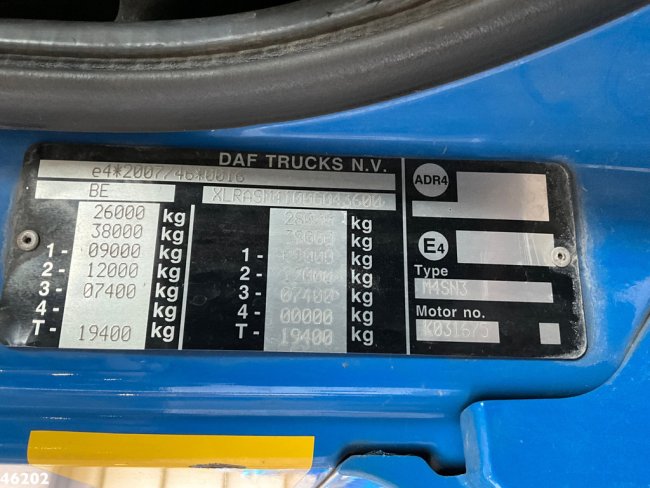 DAF TRUCKS N.V.
e4*2007/46*0016
BE
26000 kg
38000 kg
1- 09000 kg 1- kg
2- 12000 kg 2- kg
3- 07400 kg 3- 07400 kg
4- kg 4- 00000 kg
T- 19400 kg T- 19400 kg
ADR4
E4
Type
M4SN3
Motor no.
46202